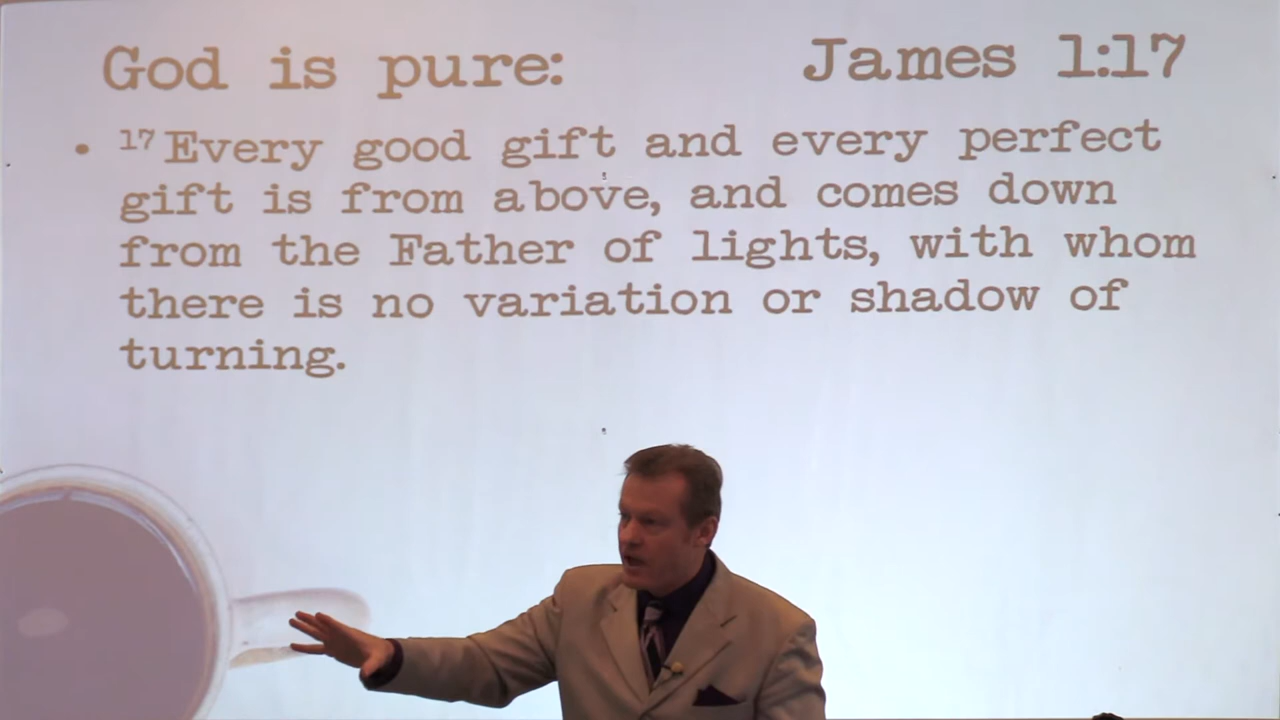 God is pure: James 1:17
• 17 Every good gift and every perfect
gift is from above, and comes down
from the Father of lights, with whom
there is no variation or shadow of
turning.